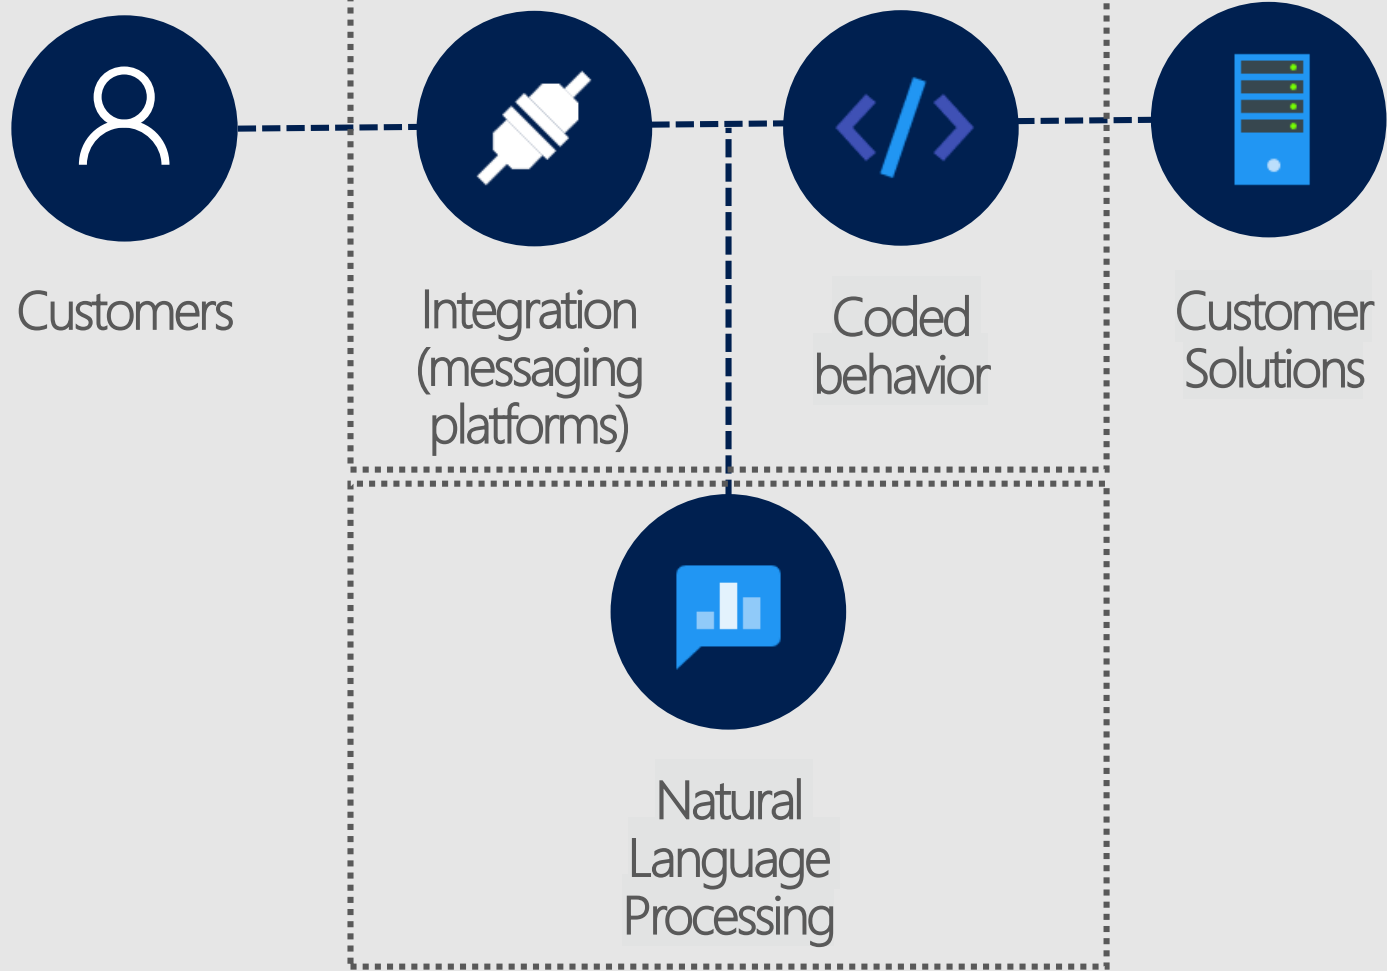 Customers
Integration
(messaging
platforms)
Coded
behavior
Customer
Solutions
Natural
Language
Processing